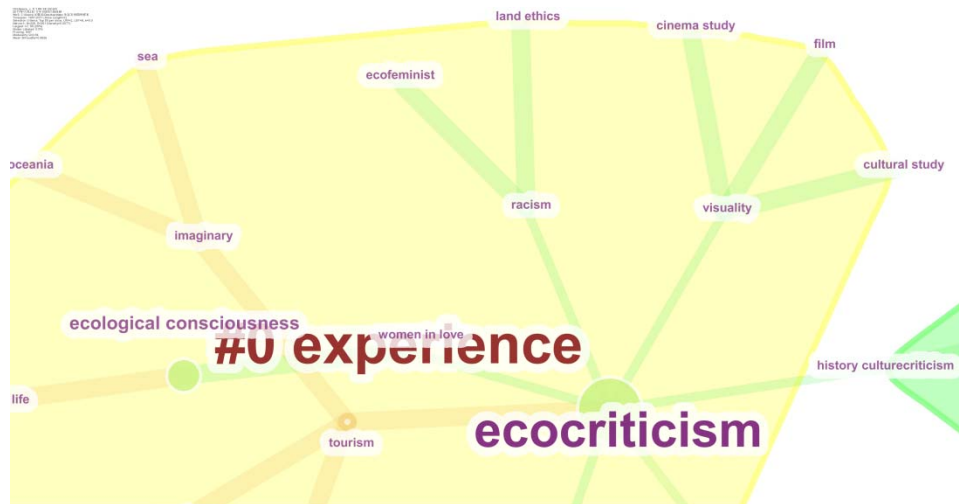 land ethics
cinema study
film
sea
ecofeminist
oceania
cultural study
racism
visuality
imaginary
ecological consciousness
women in love
#0 experience
history culturecriticism
life
ecocriticism
tourism